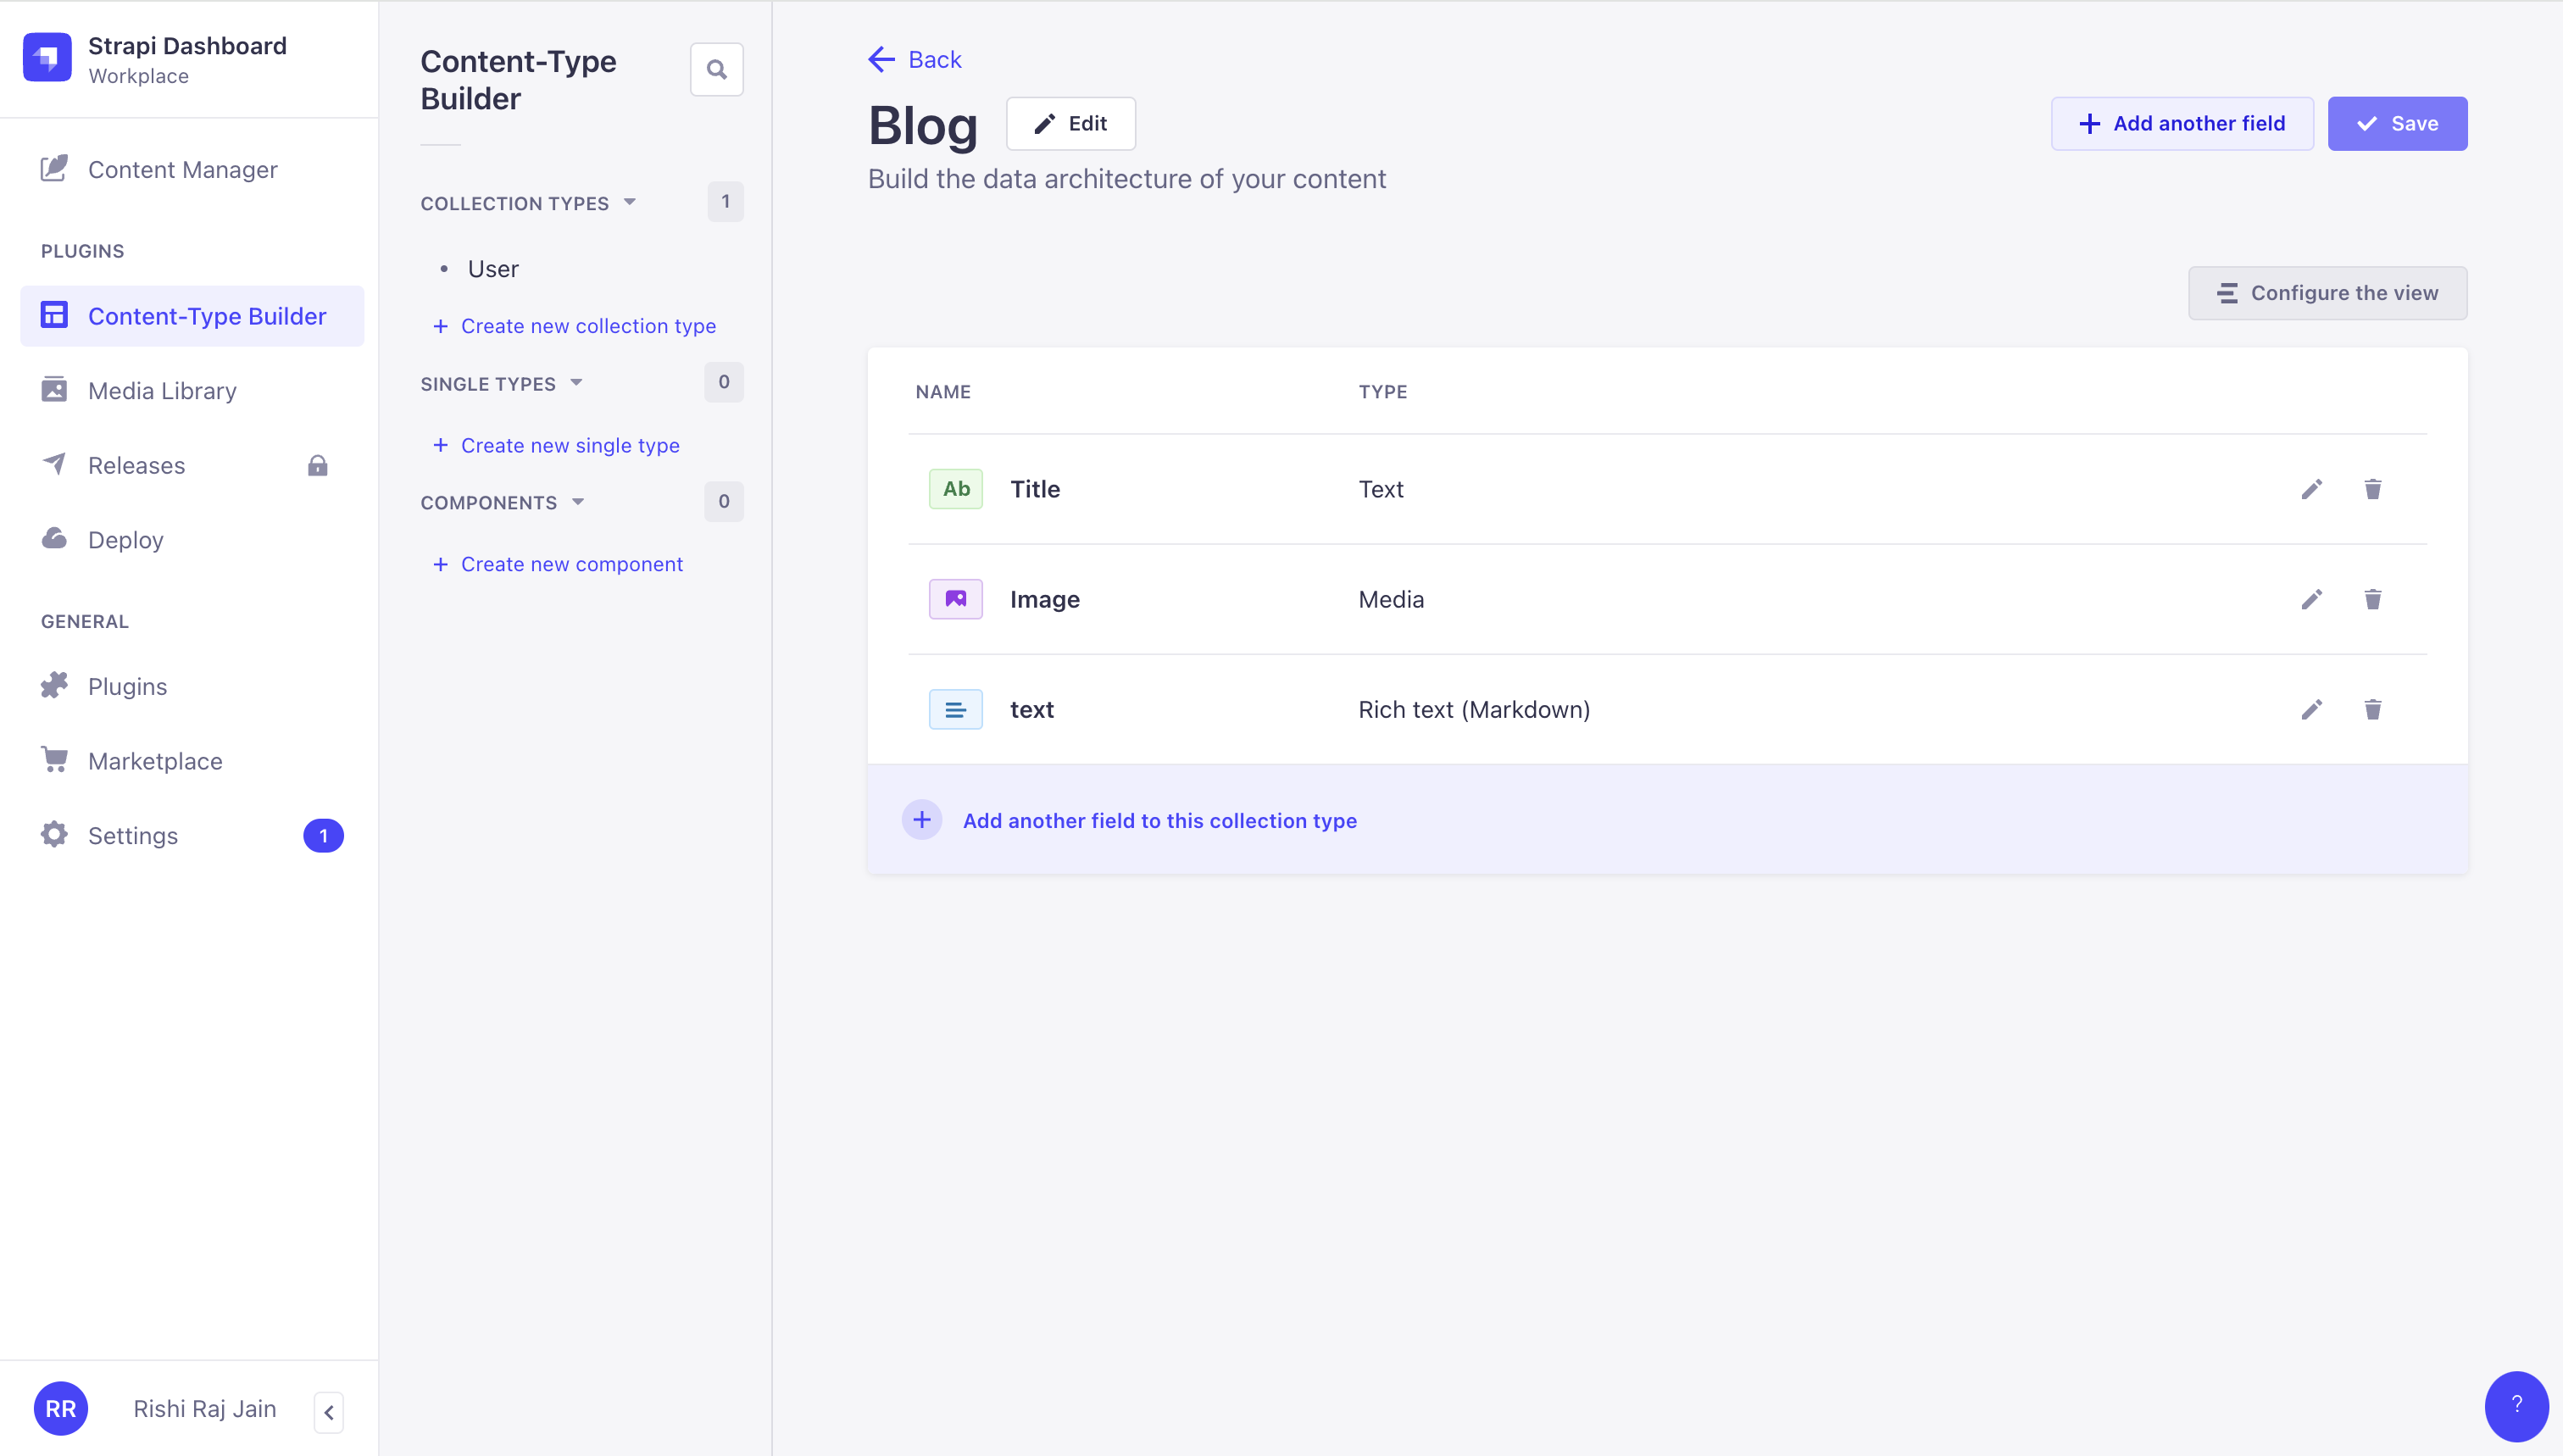 Strapi Dashboard
Workplace
Content Manager
PLUGINS
Content-Type Builder
Media Library
Releases
Deploy
GENERAL
Plugins
Marketplace
Settings
1
RR
Rishi Raj Jain
Content-Type
Builder
COLLECTION TYPES
1
User
Create new collection type
SINGLE TYPES
0
Create new single type
COMPONENTS
0
Create new component
Back
Blog
Edit
Add another field
Save
Build the data architecture of your content
Configure the view
NAME TYPE
Ab Title Text
Image Media
text Rich text (Markdown)
Add another field to this collection type
?